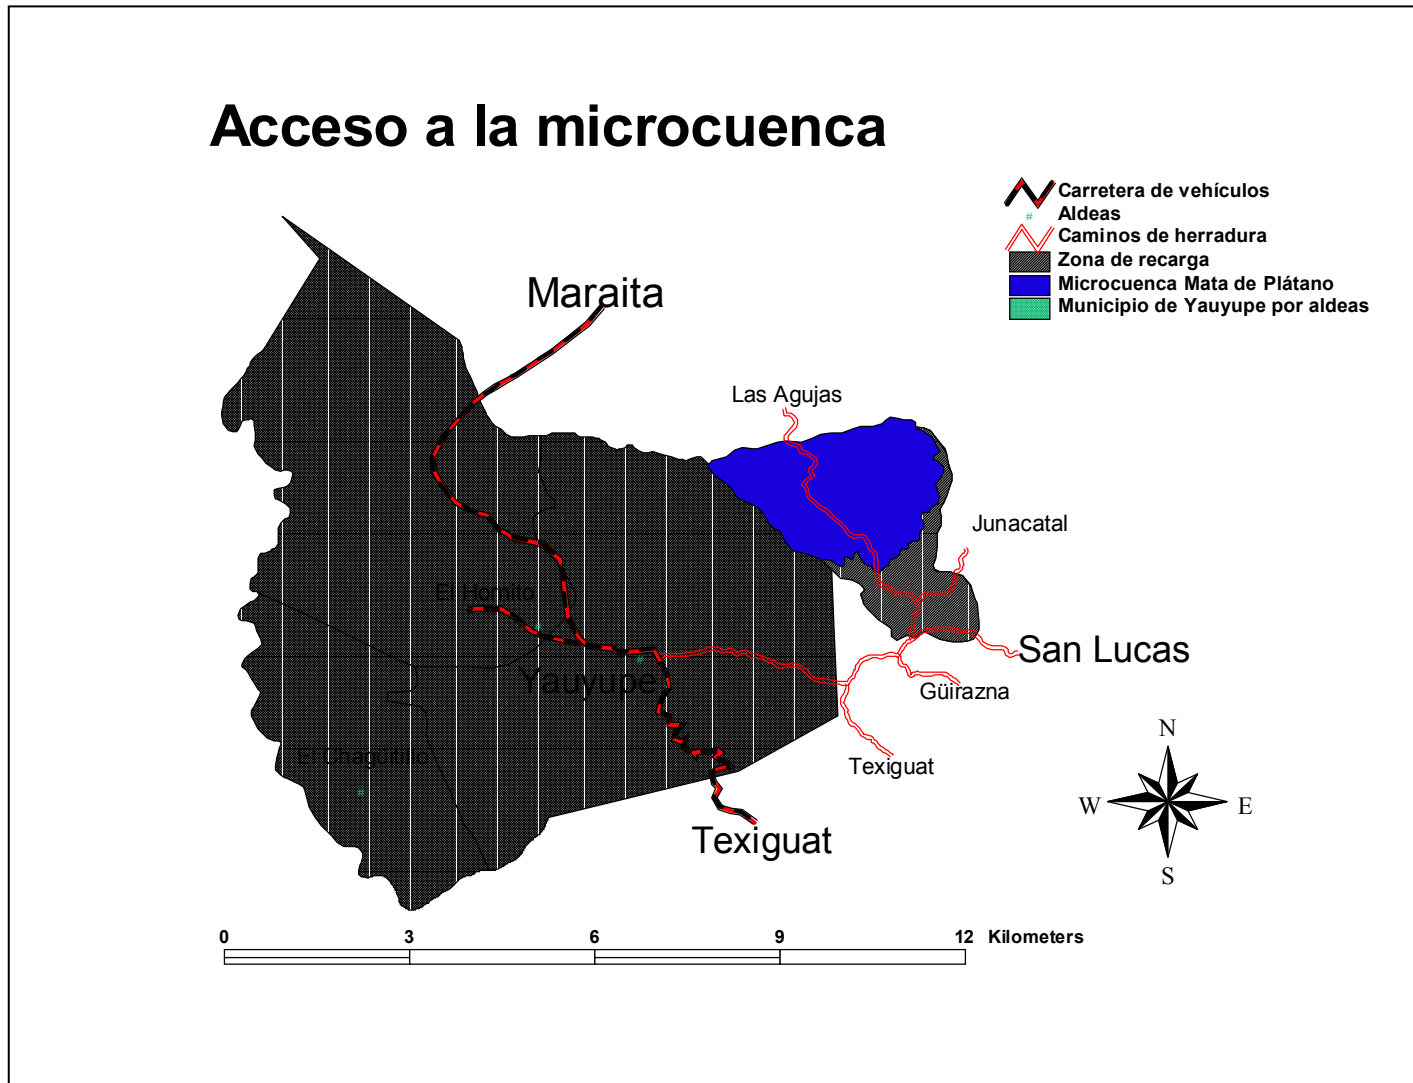 Acceso a la microcuenca
Carretera de vehículos
# Aldeas
Caminos de herradura
Zona de recarga
Microcuenca Mata de Plátano
Municipio de Yauyupe por aldeas
Maraita
Las Agujas
Junacatal
El Hornito
#
San Lucas
#
Yauyupe
Güirazna
El Chagüitillo
Texiguat
#
Texiguat
N
W
E
S
0 3 6 9 12 Kilometers